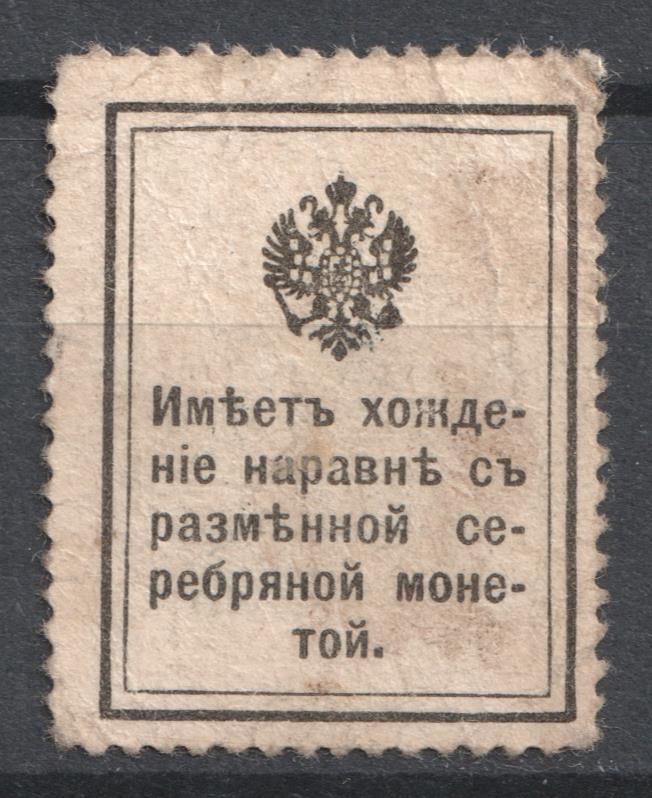 Имѣетъ хожде-
ніе наравнѣ съ
размѣнной се-
ребряной моне-
той.